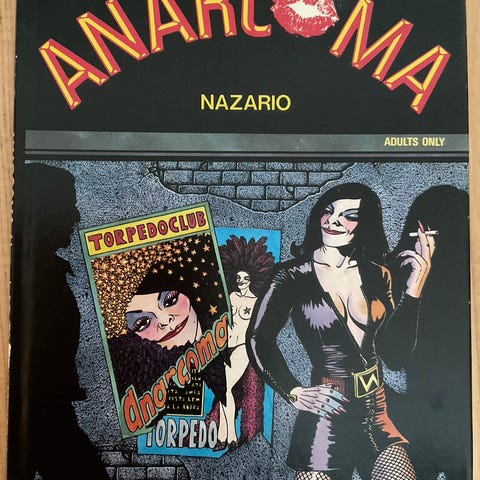 ANARCOMA
NAZARIO
ADULTS ONLY
TORPEDOCLUB
anarcoma
TORPEDO
W